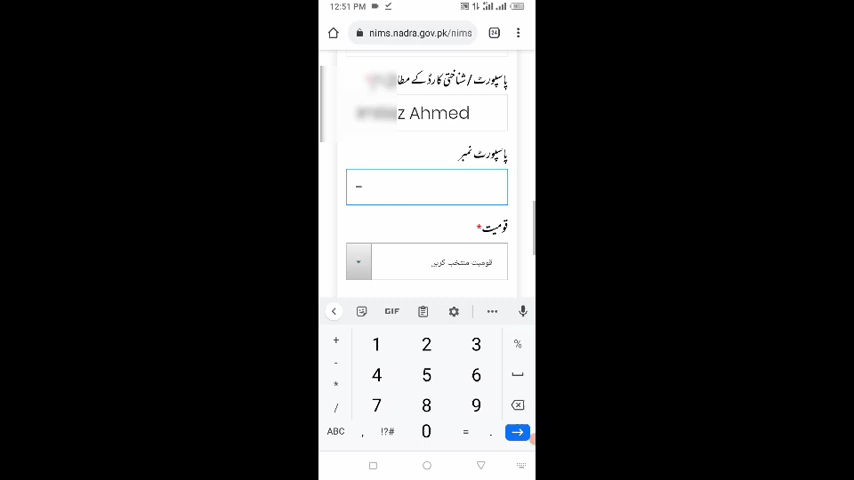 12:51 PM
nims.nadra.gov.pk/nims
24
پاسپورٹ / شناختی کارڈ کے مطا
z Ahmed
پاسپورٹ نمبر
–
قومیت*
قومیت منتخب کریں
GIF
+ 1 2 3 %
- 4 5 6
* 7 8 9
/
ABC , !?# 0 = .